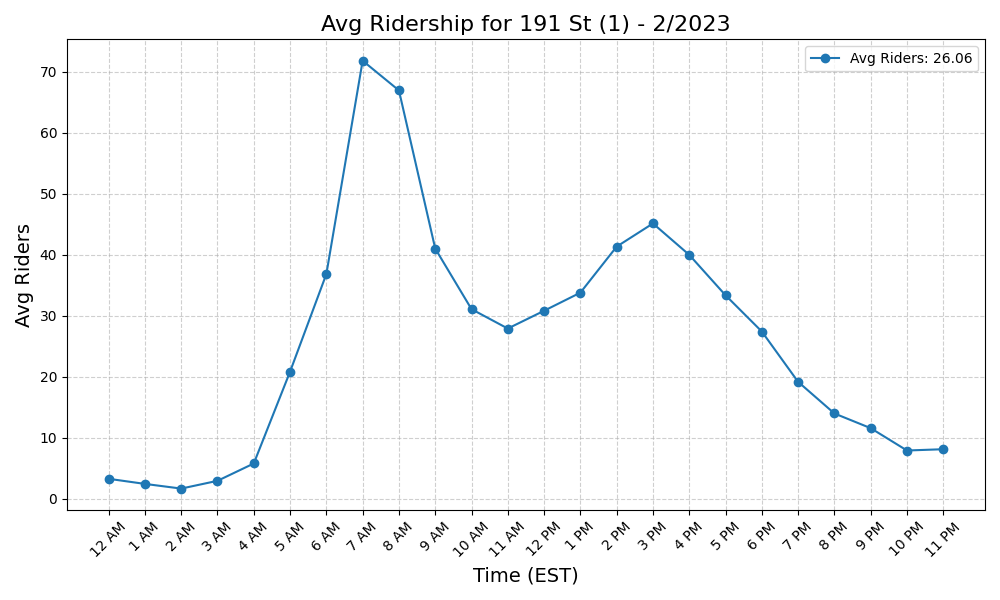 Avg Ridership for 191 St (1) - 2/2023
Avg Riders: 26.06
Avg Riders
70
60
50
40
30
20
10
0
12 AM
1 AM
2 AM
3 AM
4 AM
5 AM
6 AM
7 AM
8 AM
9 AM
10 AM
11 AM
12 PM
1 PM
2 PM
3 PM
4 PM
5 PM
6 PM
7 PM
8 PM
9 PM
10 PM
11 PM
Time (EST)